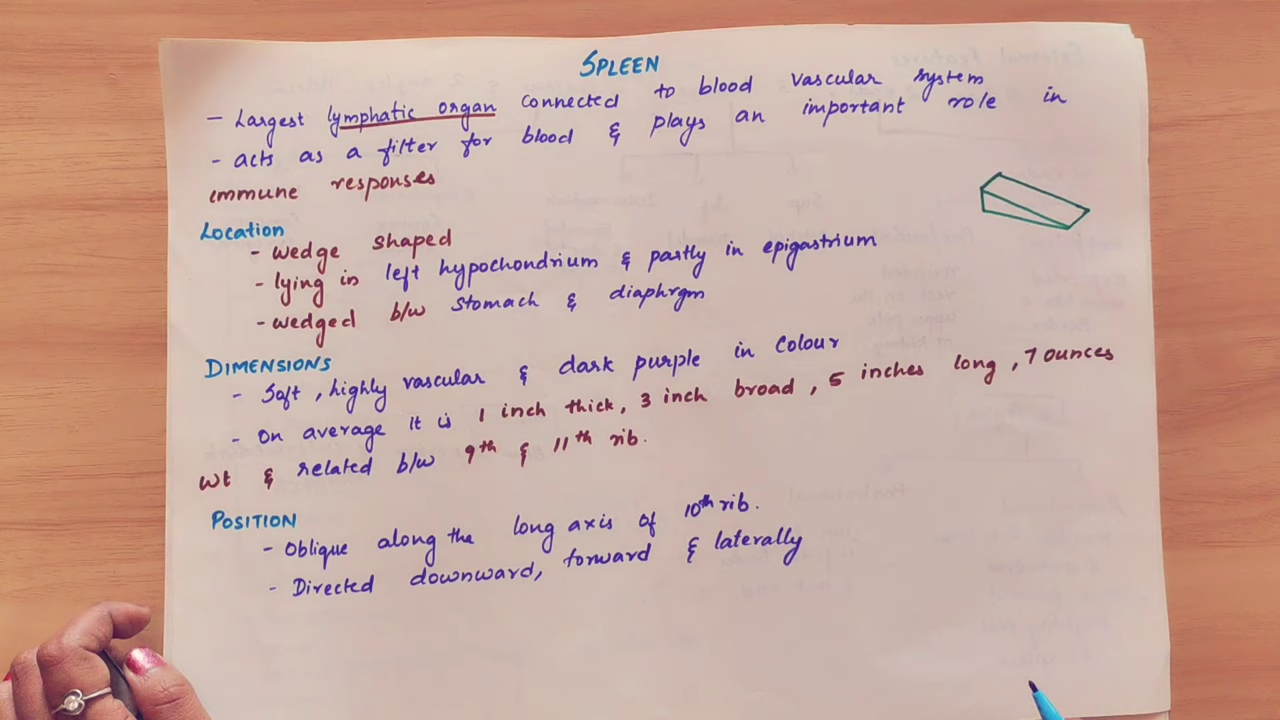 SPLEEN
- Largest lymphatic organ connected to blood vascular system
- acts as a filter for blood & plays an important role in
immune responses
Location
- wedge shaped
- lying in left hypochondrium & partly in epigastrium
- wedged b/w stomach & diaphrgm
DIMENSIONS
- Soft, highly vascular & dark purple in colour
- On average it is 1 inch thick, 3 inch broad, 5 inches long, 7 ounces
wt & related b/w 9th & 11th rib.
POSITION
- Oblique along the long axis of 10th rib.
- Directed downward, forward & laterally